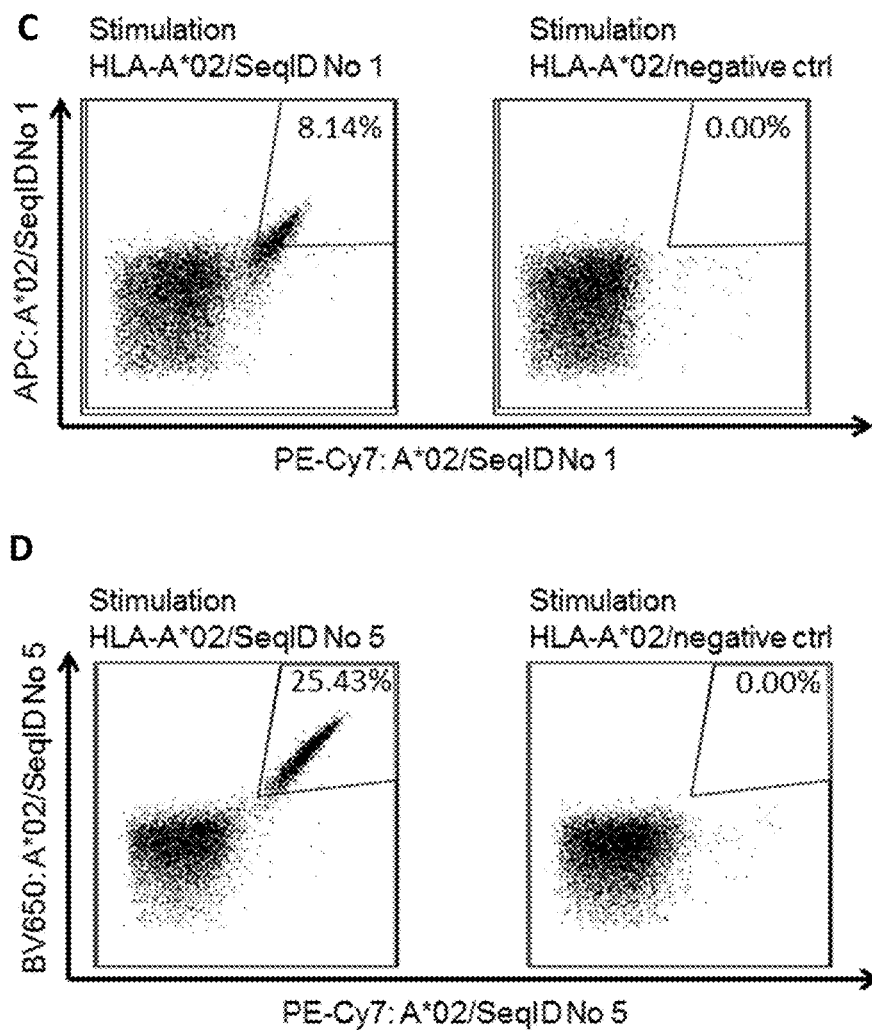 C
Stimulation
HLA-A*02/SeqID No 1
Stimulation
HLA-A*02/negative ctrl
8.14%
0.00%
APC: A*02/SeqID No 1
PE-Cy7: A*02/SeqID No 1
D
Stimulation
HLA-A*02/SeqID No 5
Stimulation
HLA-A*02/negative ctrl
25.43%
0.00%
BV650: A*02/SeqID No 5
PE-Cy7: A*02/SeqID No 5